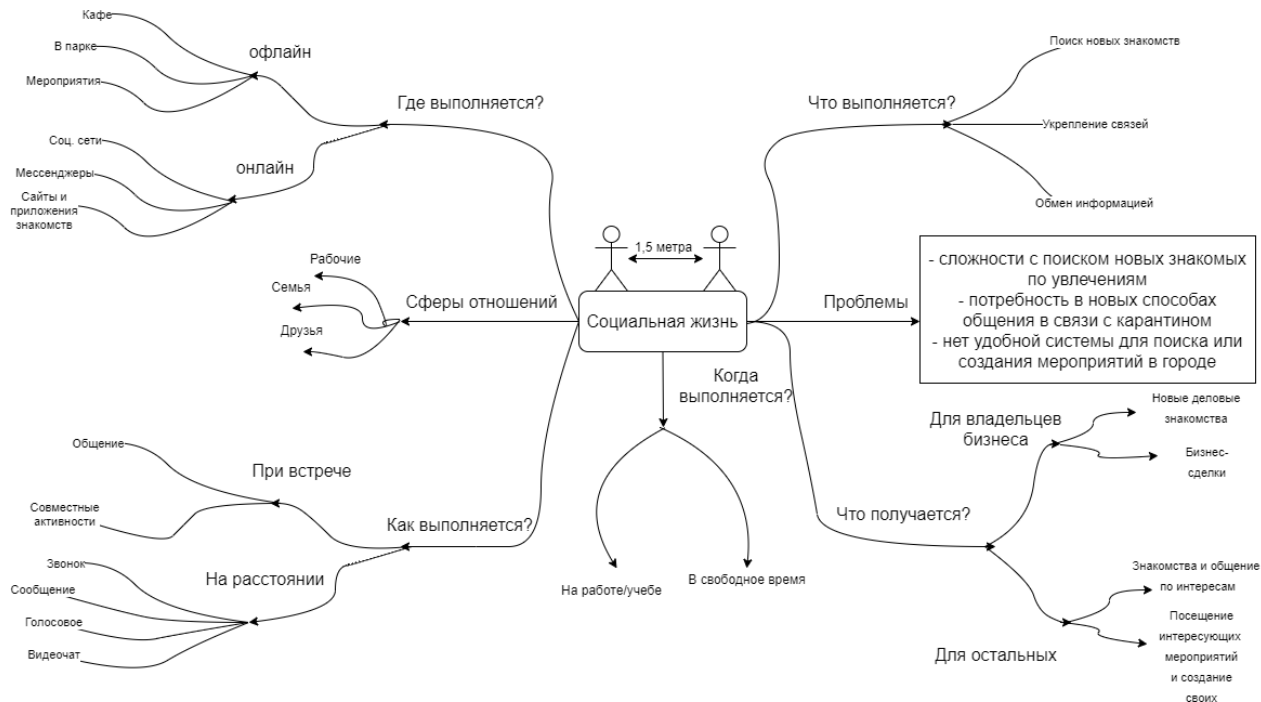 Кафе
В парке
Мероприятия
офлайн
Где выполняется?
Соц. сети
Мессенджеры
Сайты и
приложения
знакомств
онлайн
Что выполняется?
Поиск новых знакомств
Укрепление связей
Обмен информацией
1,5 метра
Социальная жизнь
Сферы отношений
Рабочие
Семья
Друзья
Проблемы
- сложности с поиском новых знакомых
по увлечениям
- потребность в новых способах
общения в связи с карантином
- нет удобной системы для поиска или
создания мероприятий в городе
Когда
выполняется?
На работе/учебе
В свободное время
Как выполняется?
При встрече
Общение
Совместные
активности
На расстоянии
Звонок
Сообщение
Голосовое
Видеочат
Что получается?
Для владельцев
бизнеса
Новые деловые
знакомства
Бизнес-
сделки
Для остальных
Знакомства и общение
по интересам
Посещение
интересующих
мероприятий
и создание
своих